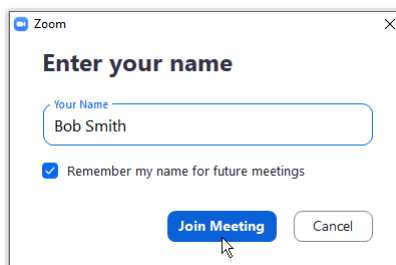 Zoom
Enter your name
Your Name
Bob Smith
Remember my name for future meetings
Join Meeting Cancel